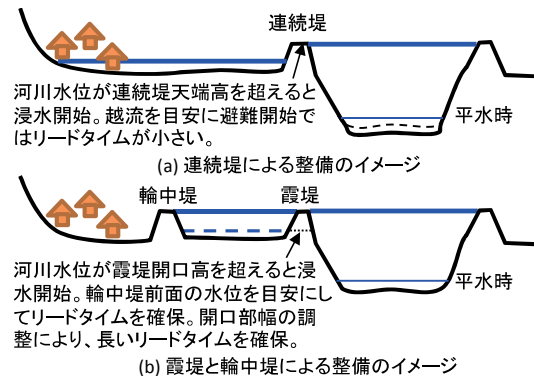 連続堤
河川水位が連続堤天端高を超えると
浸水開始。越流を目安に避難開始で
はリードタイムが小さい。
平水時
(a) 連続堤による整備のイメージ
輪中堤
霞堤
河川水位が霞堤開口高を超えると浸
水開始。輪中堤前面の水位を目安にし
てリードタイムを確保。開口部幅の調
整により、長いリードタイムを確保。
平水時
(b) 霞堤と輪中堤による整備のイメージ